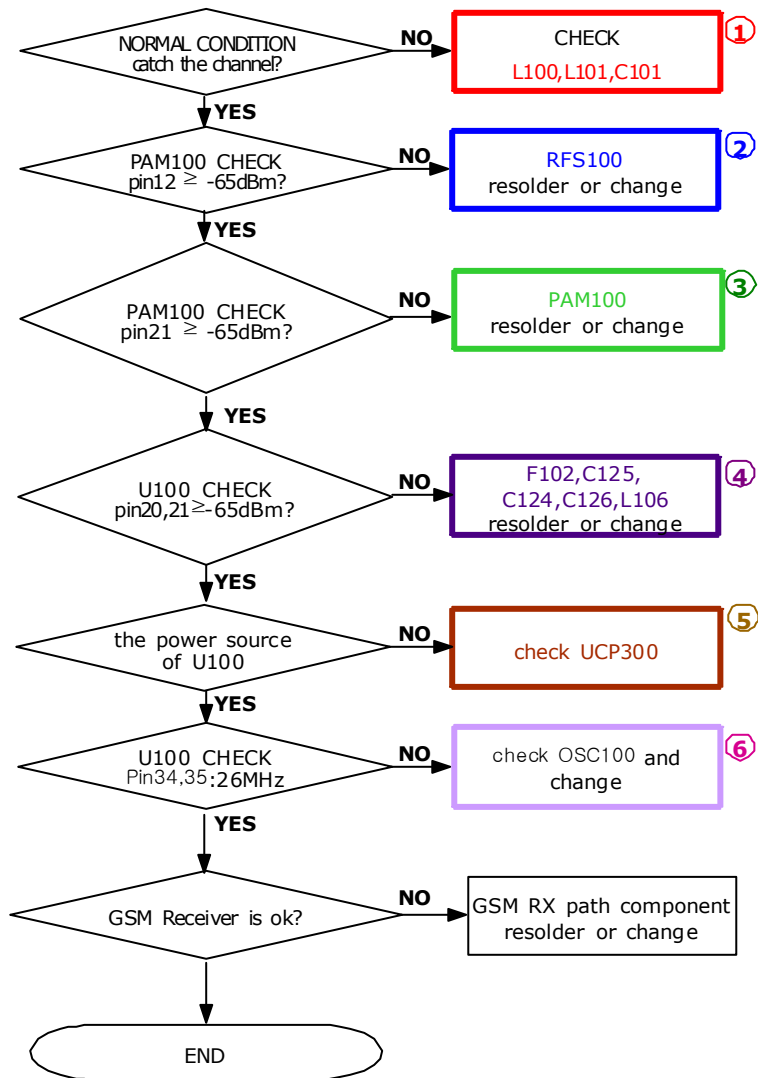 NORMAL CONDITION
catch the channel?
NO
CHECK
L100,L101,C101
1
YES
PAM100 CHECK
pin12 ≥ -65dBm?
NO
RFS100
resolder or change
2
YES
PAM100 CHECK
pin21 ≥ -65dBm?
NO
PAM100
resolder or change
3
YES
U100 CHECK
pin20,21≥-65dBm?
NO
F102,C125,
C124,C126,L106
resolder or change
4
YES
the power source
of U100
NO
check UCP300
5
YES
U100 CHECK
Pin34,35:26MHz
NO
check OSC100 and
change
6
YES
GSM Receiver is ok?
NO
GSM RX path component
resolder or change
END